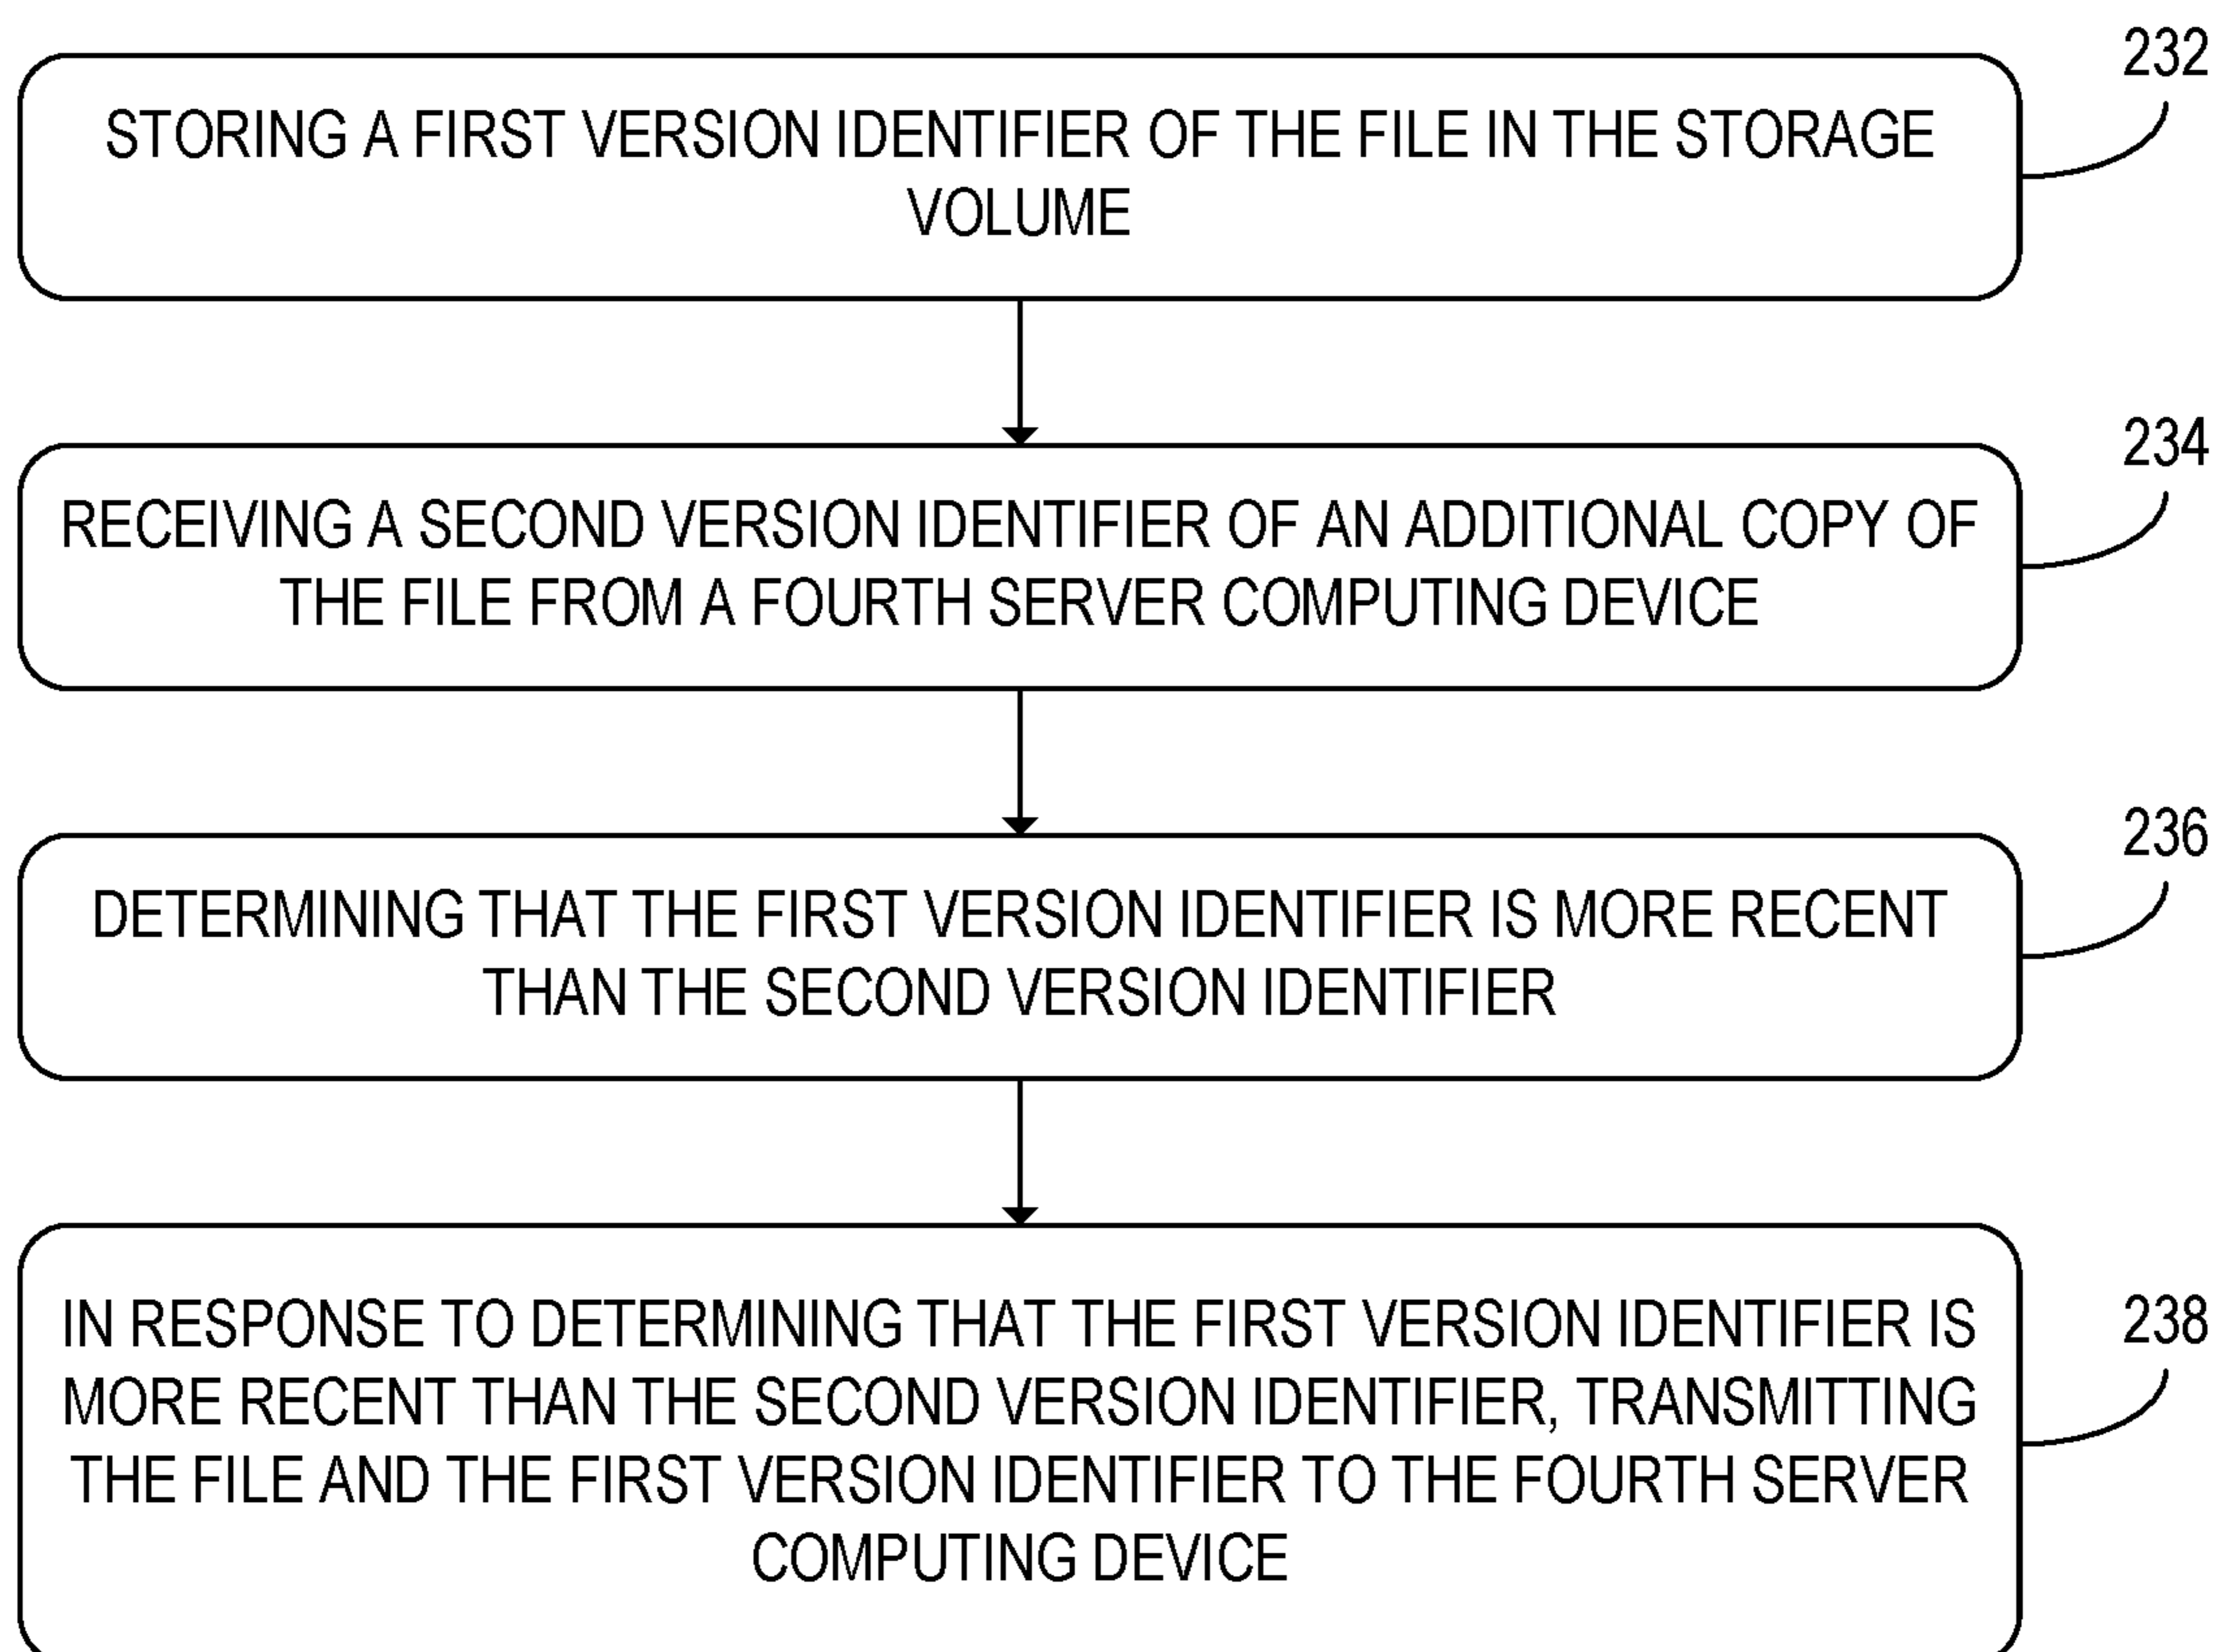 232
STORING A FIRST VERSION IDENTIFIER OF THE FILE IN THE STORAGE
VOLUME
234
RECEIVING A SECOND VERSION IDENTIFIER OF AN ADDITIONAL COPY OF
THE FILE FROM A FOURTH SERVER COMPUTING DEVICE
236
DETERMINING THAT THE FIRST VERSION IDENTIFIER IS MORE RECENT
THAN THE SECOND VERSION IDENTIFIER
238
IN RESPONSE TO DETERMINING THAT THE FIRST VERSION IDENTIFIER IS
MORE RECENT THAN THE SECOND VERSION IDENTIFIER, TRANSMITTING
THE FILE AND THE FIRST VERSION IDENTIFIER TO THE FOURTH SERVER
COMPUTING DEVICE